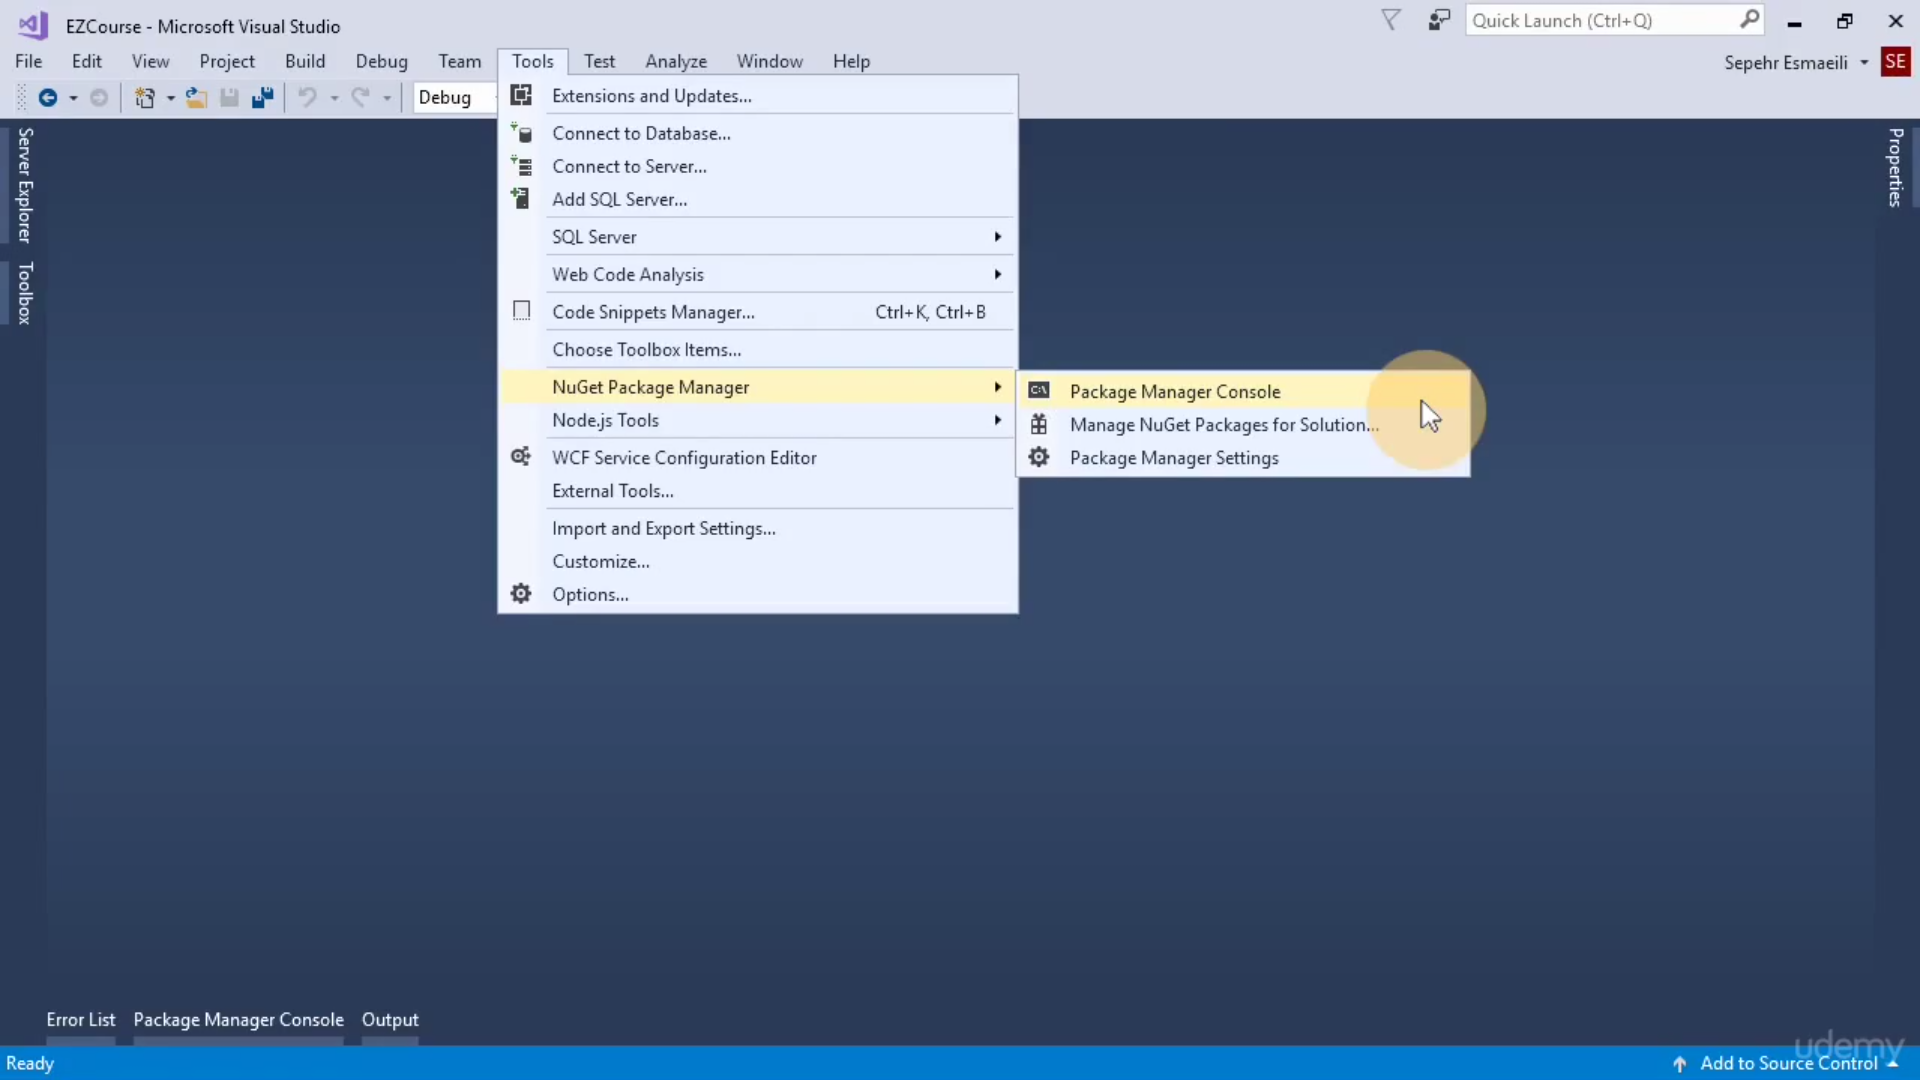 EZCourse - Microsoft Visual Studio
Quick Launch (Ctrl+Q)
File Edit View Project Build Debug Team Tools Test Analyze Window Help
Sepehr Esmaeili SE
Debug
Server Explorer
Toolbox
Properties
Extensions and Updates...
Connect to Database...
Connect to Server...
Add SQL Server...
SQL Server
Web Code Analysis
Code Snippets Manager... Ctrl+K, Ctrl+B
Choose Toolbox Items...
NuGet Package Manager
Node.js Tools
WCF Service Configuration Editor
External Tools...
Import and Export Settings...
Customize...
Options...
C:\
Package Manager Console
Manage NuGet Packages for Solution...
Package Manager Settings
Error List Package Manager Console Output
udemy
Ready
Add to Source Control